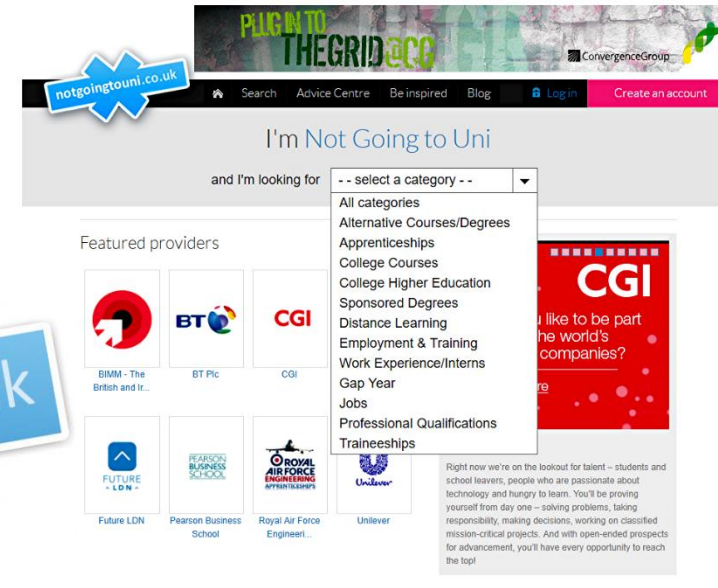 PLUG IN TO
THEGRID@CG
ConvergenceGroup
notgoingtouni.co.uk
Search Advice Centre Be inspired Blog Log in Create an account
I'm Not Going to Uni
and I'm looking for -- select a category --
All categories
Alternative Courses/Degrees
Apprenticeships
College Courses
College Higher Education
Sponsored Degrees
Distance Learning
Employment & Training
Work Experience/Interns
Gap Year
Jobs
Professional Qualifications
Traineeships
Featured providers
BT
CGI
BIMM - The
British and Ir...
BT Plc
CGI
CGI
like to be part
he world's
companies?
k
FUTURE
- LDN -
PEARSON
BUSINESS
SCHOOL
ROYAL
AIR FORCE
ENGINEERING
APPRENTICESHIPS
Unilever
Future LDN
Pearson Business
School
Royal Air Force
Engineeri...
Unilever
Right now we're on the lookout for talent – students and
school leavers, people who are passionate about
technology and hungry to learn. You'll be proving
yourself from day one – solving problems, taking
responsibility, making decisions, working on classified
mission-critical projects. And with open-ended prospects
for advancement, you'll have every opportunity to reach
the top!